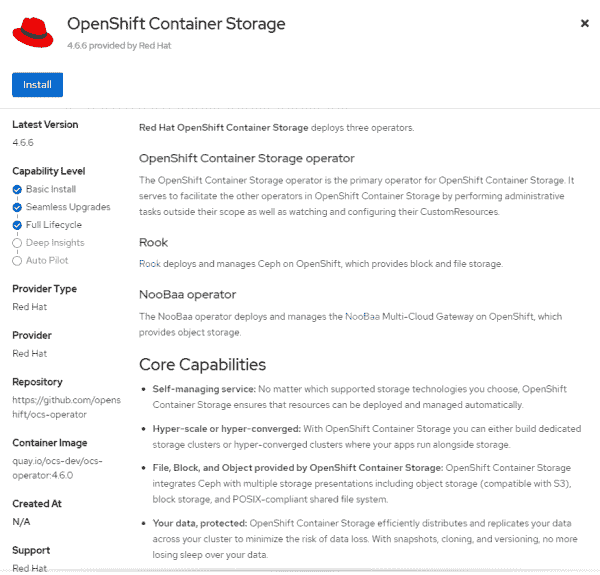 OpenShift Container Storage
4.6.6 provided by Red Hat
Install
Latest Version
4.6.6
Capability Level
Basic Install
Seamless Upgrades
Full Lifecycle
Deep Insights
Auto Pilot
Provider Type
Red Hat
Provider
Red Hat
Repository
https://github.com/opens
hift/ocs-operator
Container Image
quay.io/ocs-dev/ocs-
operator:4.6.0
Created At
N/A
Support
Red Hat
Red Hat OpenShift Container Storage deploys three operators.
OpenShift Container Storage operator
The OpenShift Container Storage operator is the primary operator for OpenShift Container Storage. It
serves to facilitate the other operators in OpenShift Container Storage by performing administrative
tasks outside their scope as well as watching and configuring their CustomResources.
Rook
Rook deploys and manages Ceph on OpenShift, which provides block and file storage.
NooBaa operator
The NooBaa operator deploys and manages the NooBaa Multi-Cloud Gateway on OpenShift, which
provides object storage.
Core Capabilities
• Self-managing service: No matter which supported storage technologies you choose, OpenShift
Container Storage ensures that resources can be deployed and managed automatically.
• Hyper-scale or hyper-converged: With OpenShift Container Storage you can either build dedicated
storage clusters or hyper-converged clusters where your apps run alongside storage.
• File, Block, and Object provided by OpenShift Container Storage: OpenShift Container Storage
integrates Ceph with multiple storage presentations including object storage (compatible with S3),
block storage, and POSIX-compliant shared file system.
• Your data, protected: OpenShift Container Storage efficiently distributes and replicates your data
across your cluster to minimize the risk of data loss. With snapshots, cloning, and versioning, no more
losing sleep over your data.